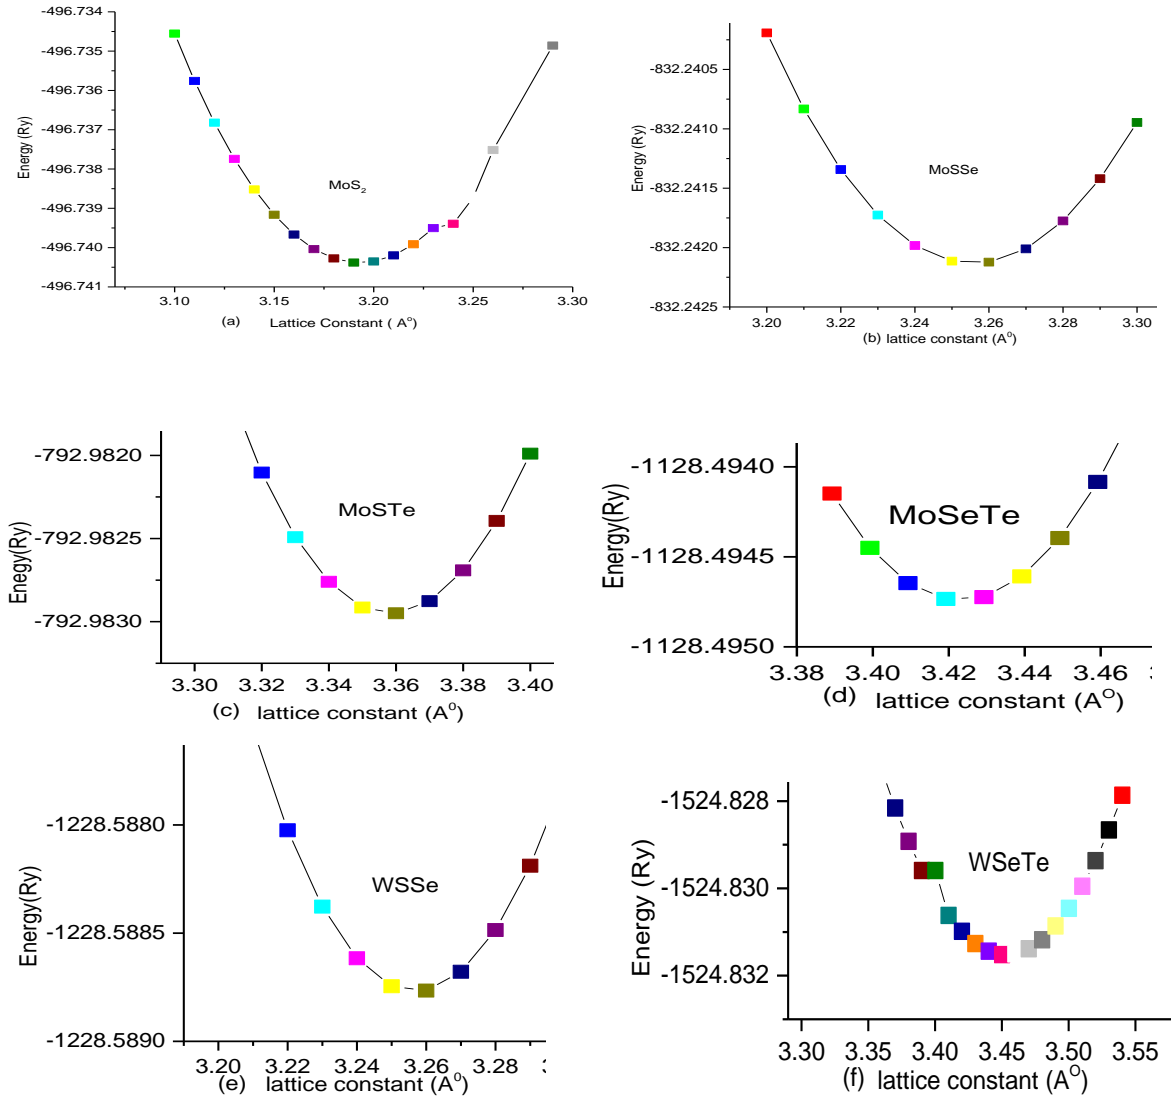 -496.734
-496.735
-496.736
-496.737
-496.738
-496.739
-496.740
-496.741
Energy (Ry)
MoS2
3.10
3.15
3.20
3.25
3.30
(a)
Lattice Constant ( A^o)
-832.2405
-832.2410
-832.2415
-832.2420
-832.2425
Energy (Ry)
MoSSe
3.20
3.22
3.24
3.26
3.28
3.30
(b) lattice constant (A^o)
-792.9820
-792.9825
-792.9830
Enegy(Ry)
MoSTe
3.30
3.32
3.34
3.36
3.38
3.40
(c)
lattice constant (A^0)
-1128.4940
-1128.4945
-1128.4950
Energy(Ry)
MoSeTe
3.38
3.40
3.42
3.44
3.46
(d)
lattice constant (A^O)
-1228.5880
-1228.5885
-1228.5890
Energy(Ry)
WSSe
3.20
3.22
3.24
3.26
3.28
(e)
lattice constant (A^0)
-1524.828
-1524.830
-1524.832
Energy (Ry)
WSeTe
3.30
3.35
3.40
3.45
3.50
3.55
(f)
lattice constant (A^O)